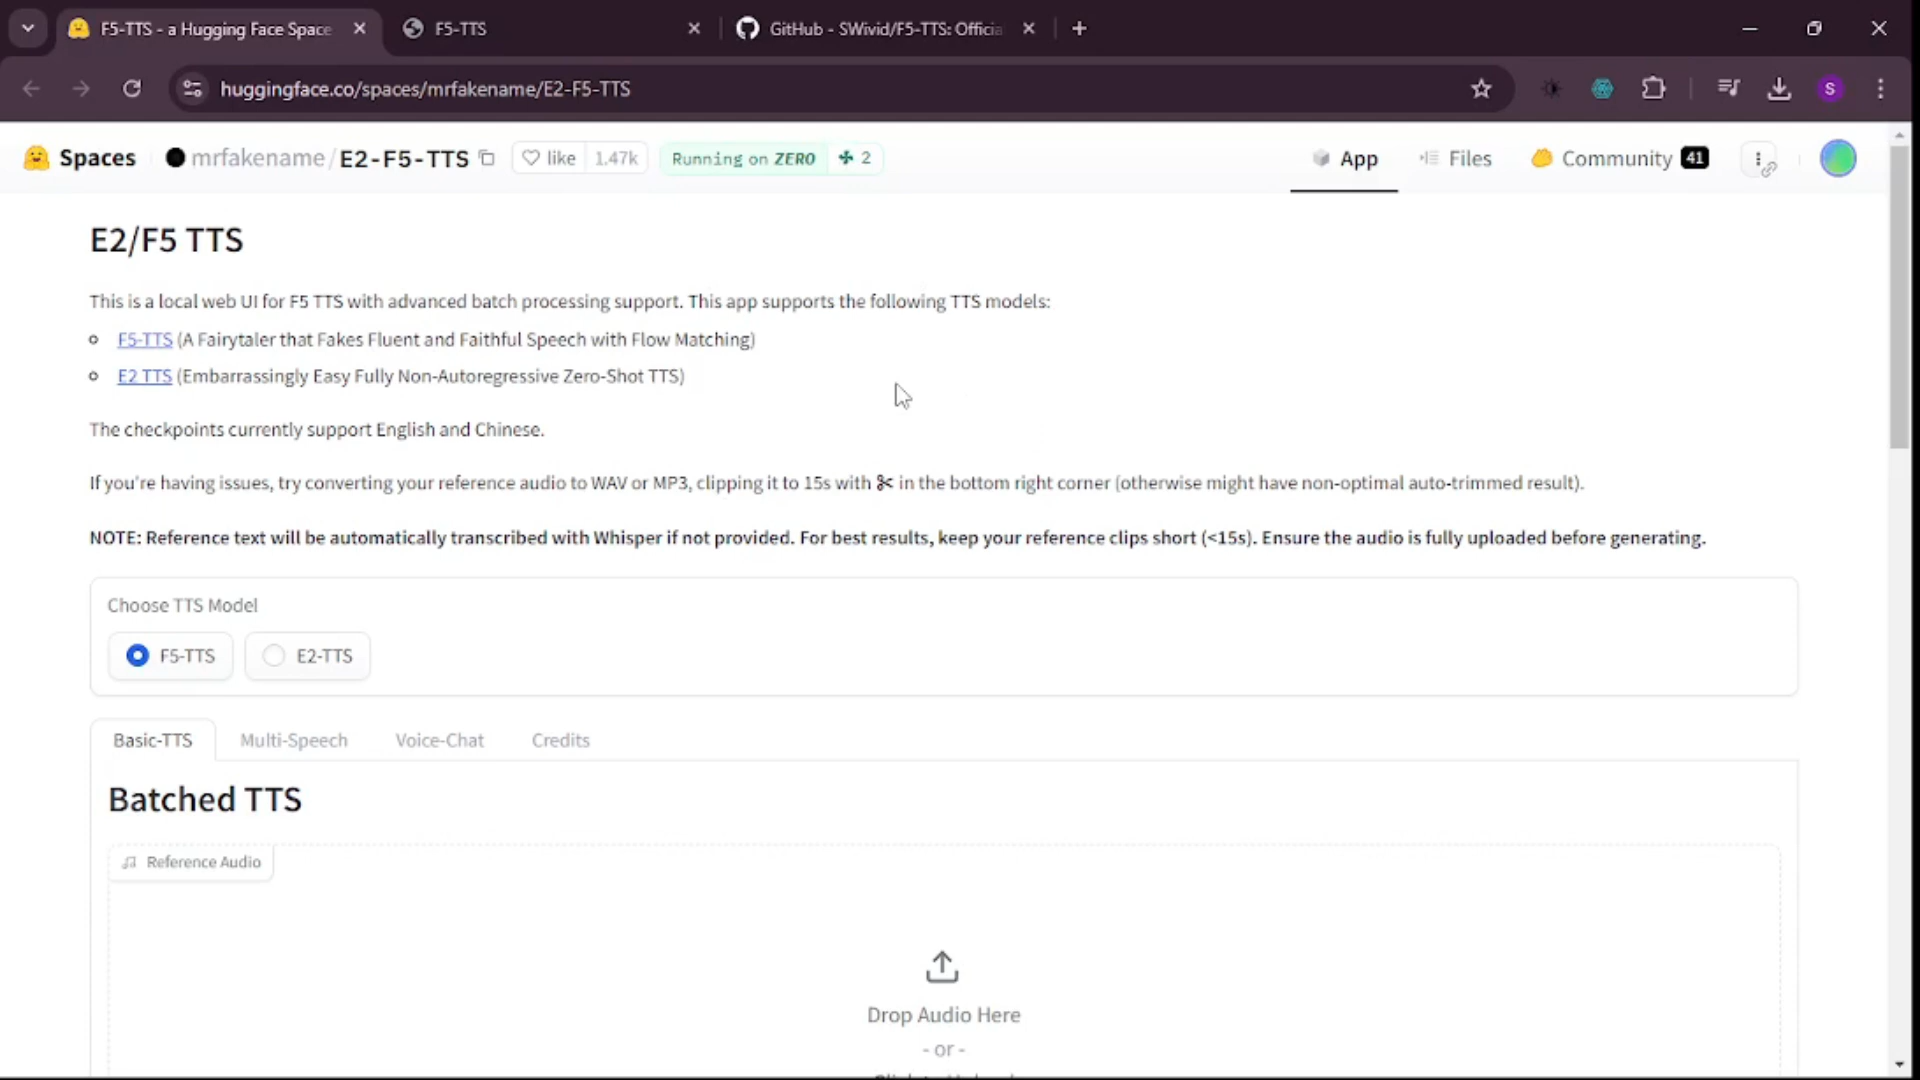 F5-TTS - a Hugging Face Space
F5-TTS
GitHub - SWivid/F5-TTS: Officia
huggingface.co/spaces/mrfakename/E2-F5-TTS
S
Spaces
mrfakename/E2-F5-TTS
like 1.47k
Running on ZERO
2
App
Files
Community 41
E2/F5 TTS
This is a local web UI for F5 TTS with advanced batch processing support. This app supports the following TTS models:
F5-TTS (A Fairytaler that Fakes Fluent and Faithful Speech with Flow Matching)
E2 TTS (Embarrassingly Easy Fully Non-Autoregressive Zero-Shot TTS)
The checkpoints currently support English and Chinese.
If you're having issues, try converting your reference audio to WAV or MP3, clipping it to 15s with ✂ in the bottom right corner (otherwise might have non-optimal auto-trimmed result).
NOTE: Reference text will be automatically transcribed with Whisper if not provided. For best results, keep your reference clips short (<15s). Ensure the audio is fully uploaded before generating.
Choose TTS Model
F5-TTS
E2-TTS
Basic-TTS
Multi-Speech
Voice-Chat
Credits
Batched TTS
Reference Audio
Drop Audio Here
- or -